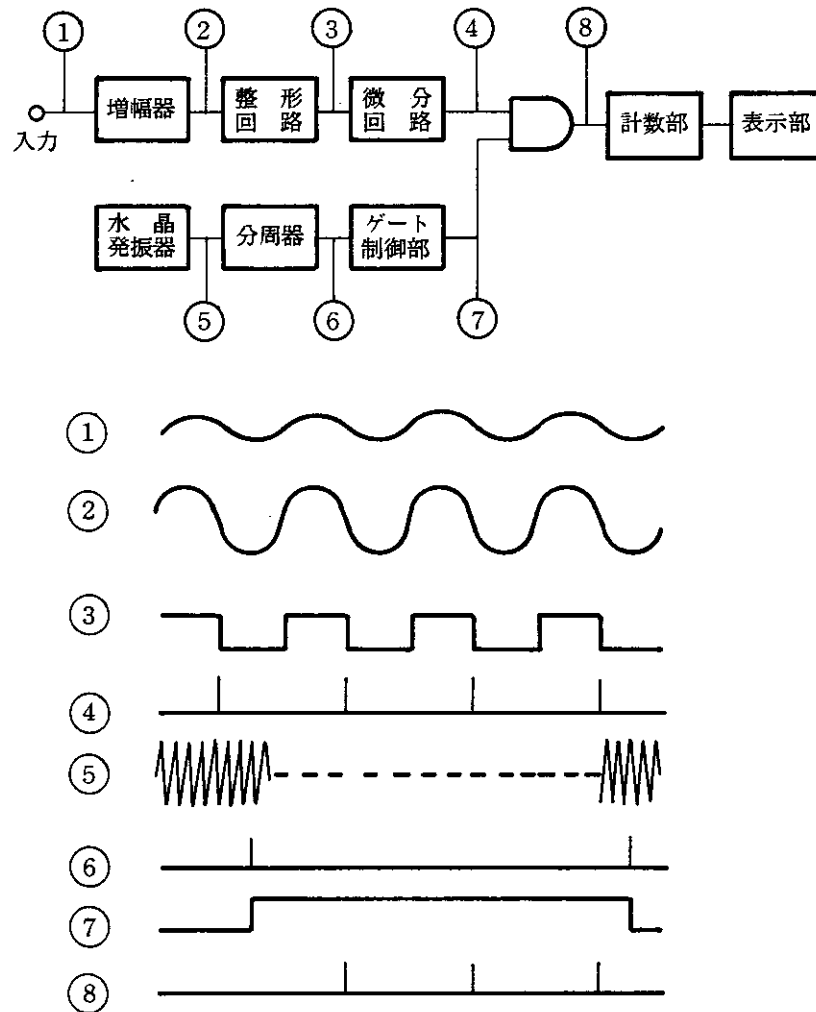 ① ② ③ ④ ⑧
入力
増幅器
整形
回路
微分
回路
計数部
表示部
水晶
発振器
分周器
ゲート
制御部
⑤ ⑥ ⑦
①
②
③
④
⑤
⑥
⑦
⑧